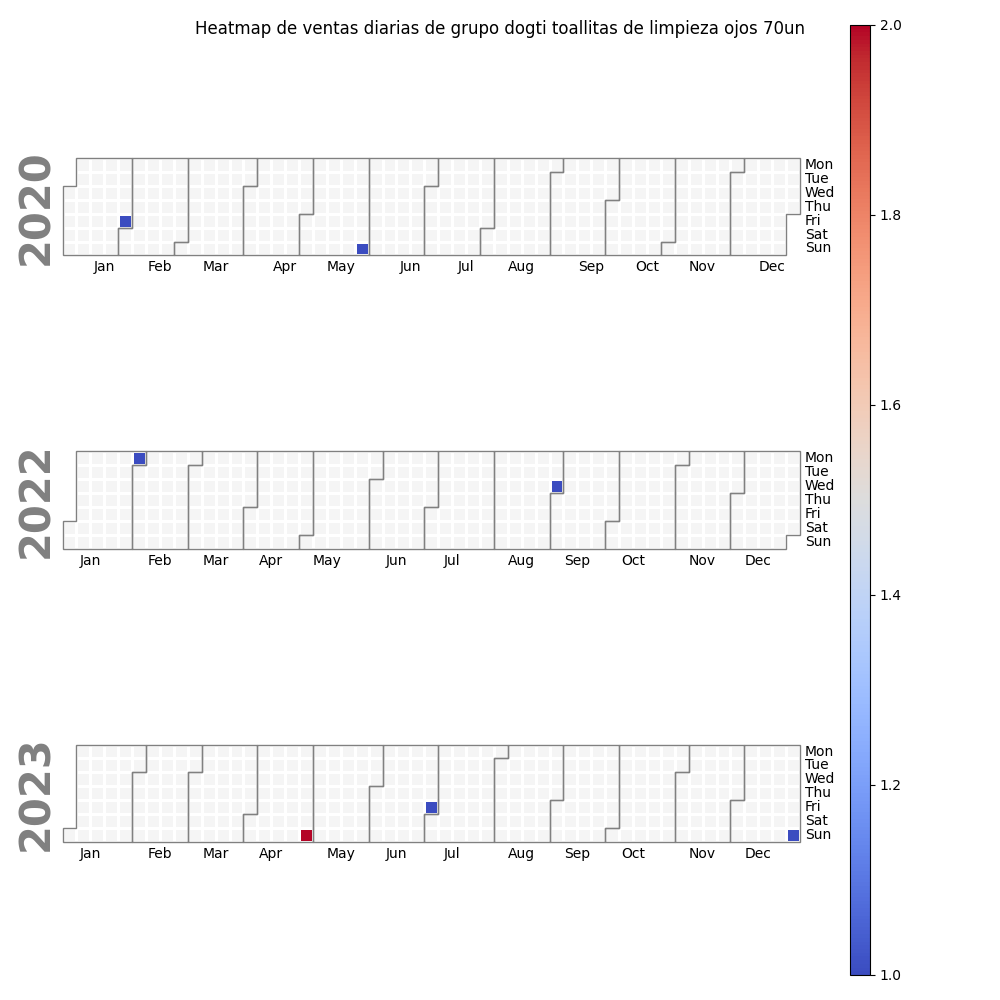 Heatmap de ventas diarias de grupo dogti toallitas de limpieza ojos 70un
2020
Mon
Tue
Wed
Thu
Fri
Sat
Sun
Jan Feb Mar Apr May Jun Jul Aug Sep Oct Nov Dec
2022
Mon
Tue
Wed
Thu
Fri
Sat
Sun
Jan Feb Mar Apr May Jun Jul Aug Sep Oct Nov Dec
2023
Mon
Tue
Wed
Thu
Fri
Sat
Sun
Jan Feb Mar Apr May Jun Jul Aug Sep Oct Nov Dec
2.0
1.8
1.6
1.4
1.2
1.0